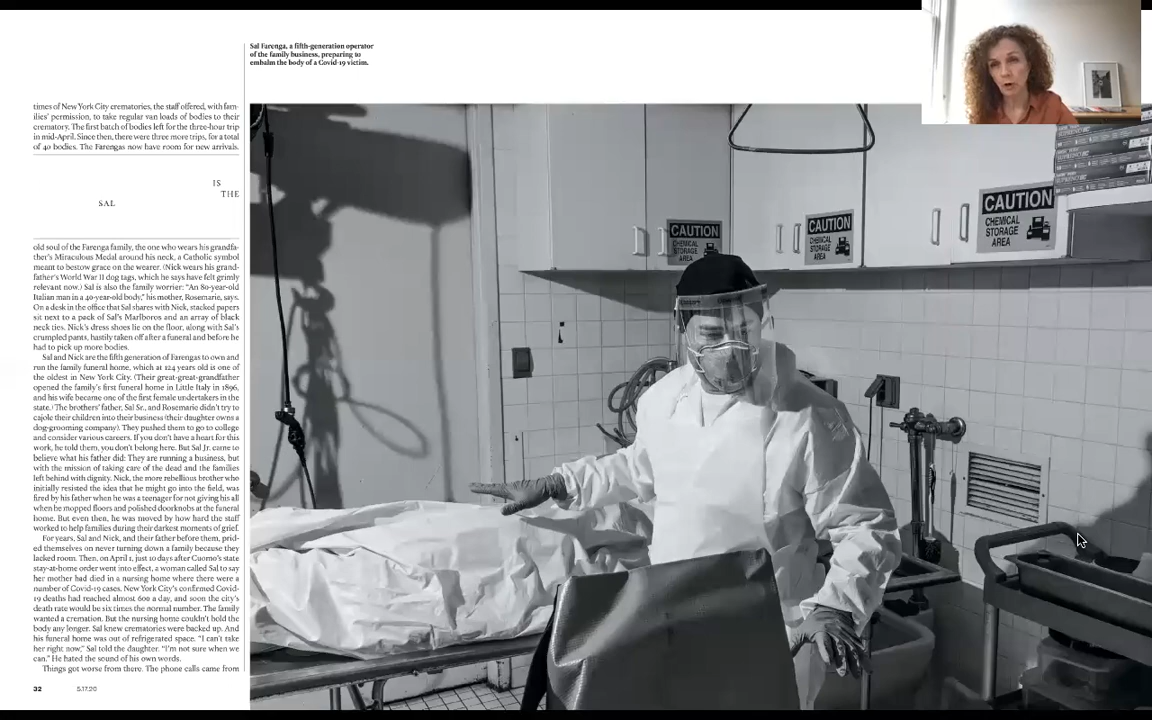 Sal Farenga, a fifth-generation operator
of the family business, preparing to
embalm the body of a Covid-19 victim.
times of New York City crematories, the staff offered, with fam-
ilies' permission, to take regular van loads of bodies to their
crematory. The first batch of bodies left for the three-hour trip
in mid-April. Since then, there were three more trips, for a total
of 40 bodies. The Farengas now have room for new arrivals.
IS
THE
SAL
old soul of the Farenga family, the one who wears his grandfa-
ther's Miraculous Medal around his neck, a Catholic symbol
meant to bestow grace on the wearer. (Nick wears his grand-
father's World War II dog tags, which he says have felt grimly
relevant now.) Sal is also the family worrier: "An 80-year-old
Italian man in a 40-year-old body," his mother, Rosemarie, says.
On a desk in the office that Sal shares with Nick, stacked papers
sit next to a pack of Sal's Marlboros and an array of black
neck ties. Nick's dress shoes lie on the floor, along with Sal's
crumpled pants, hastily taken off after a funeral and before he
had to pick up more bodies.
Sal and Nick are the fifth generation of Farengas to own and
run the family funeral home, which at 124 years old is one of
the oldest in New York City. (Their great-great-grandfather
opened the family's first funeral home in Little Italy in 1896,
and his wife became one of the first female undertakers in the
state.) The brothers' father, Sal Sr., and Rosemarie didn't try to
cajole their children into their business (their daughter owns a
dog-grooming company). They pushed them to go to college
and consider various careers. If you don't have a heart for this
work, he told them, you don't belong here. But Sal Jr. came to
believe what his father did: They are running a business, but
with the mission of taking care of the dead and the families
left behind with dignity. Nick, the more rebellious brother who
initially resisted the idea that he might go into the field, was
fired by his father when he was a teenager for not giving his all
when he mopped floors and polished doorknobs at the funeral
home. But even then, he was moved by how hard the staff
worked to help families during their darkest moments of grief.
For years, Sal and Nick, and their father before them, prid-
ed themselves on never turning down a family because they
lacked room. Then, on April 1, just 10 days after Cuomo's state
stay-at-home order went into effect, a woman called Sal to say
her mother had died in a nursing home where there were a
number of Covid-19 cases. New York City's confirmed Covid-
19 deaths had reached almost 600 a day, and soon the city's
death rate would be six times the normal number. The family
wanted a cremation. But the nursing home couldn't hold the
body any longer. Sal knew crematories were backed up. And
his funeral home was out of refrigerated space. "I can't take
her right now," Sal told the daughter. "I'm not sure when we
can." He hated the sound of his own words.
Things got worse from there. The phone calls came from
32 5.17.20
CAUTION
CHEMICAL
STORAGE
AREA
CAUTION
CHEMICAL
STORAGE
AREA
CAUTION
CHEMICAL
STORAGE
AREA